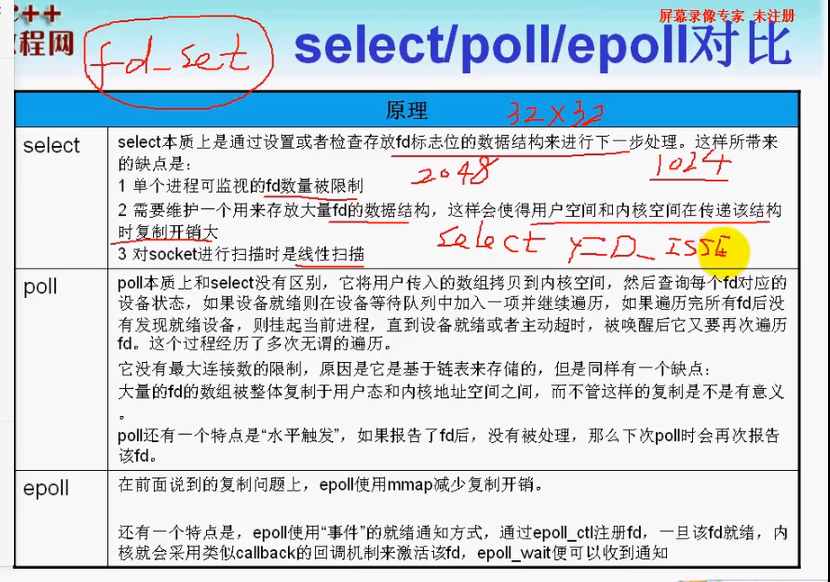 C++
教程网
屏幕录像专家 未注册
fd_set
select/poll/epoll对比
原理
32X32
select
select本质上是通过设置或者检查存放fd标志位的数据结构来进行下一步处理。这样所带来
的缺点是:
2048
1024
1 单个进程可监视的fd数量被限制
2 需要维护一个用来存放大量fd的数据结构，这样会使得用户空间和内核空间在传递该结构
时复制开销大
select
3 对socket进行扫描时是线性扫描
poll
poll本质上和select没有区别，它将用户传入的数组拷贝到内核空间，然后查询每个fd对应的
设备状态，如果设备就绪则在设备等待队列中加入一项并继续遍历，如果遍历完所有fd后没
有发现就绪设备，则挂起当前进程，直到设备就绪或者主动超时，被唤醒后它又要再次遍历
fd。这个过程经历了多次无谓的遍历。
它没有最大连接数的限制，原因是它是基于链表来存储的，但是同样有一个缺点：
大量的fd的数组被整体复制于用户态和内核地址空间之间，而不管这样的复制是不是有意义
。
poll还有一个特点是“水平触发”，如果报告了fd后，没有被处理，那么下次poll时会再次报告
该fd。
epoll
在前面说到的复制问题上，epoll使用mmap减少复制开销。
还有一个特点是，epoll使用“事件”的就绪通知方式，通过epoll_ctl注册fd，一旦该fd就绪，内
核就会采用类似callback的回调机制来激活该fd，epoll_wait便可以收到通知